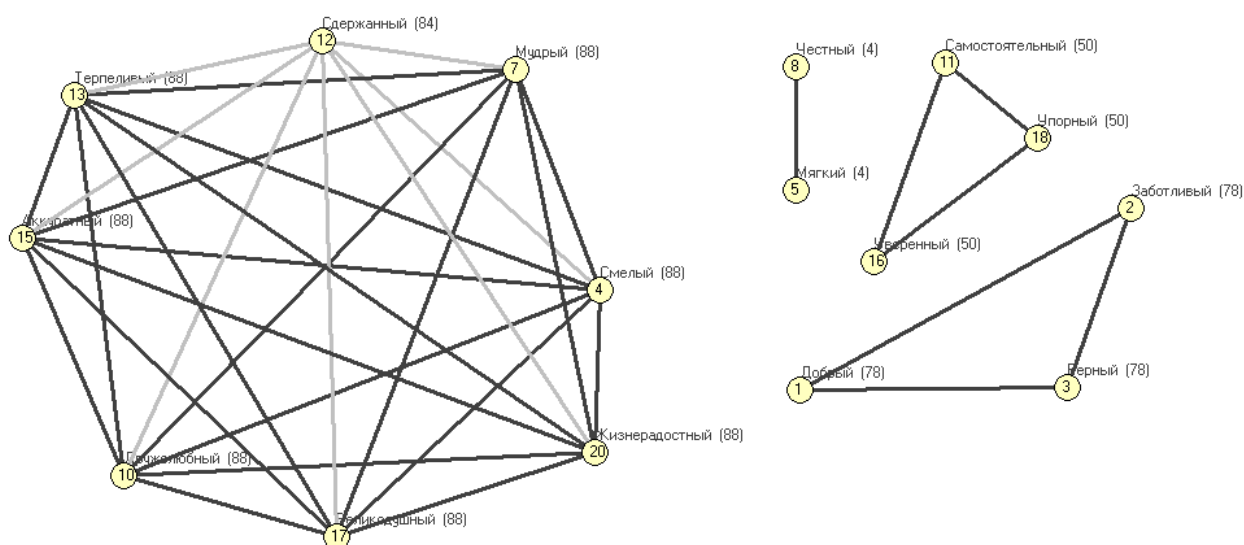 Сдержанный (84)
12
Мудрый (88)
7
Терпеливый (88)
13
Аккуратный (88)
15
Смелый (88)
4
Жизнерадостный (88)
20
Дружелюбный (88)
10
Великодушный (88)
17
Честный (4)
8
Мягкий (4)
5
Самостоятельный (50)
11
Упорный (50)
18
Уверенный (50)
16
Заботливый (78)
2
Добрый (78)
1
Верный (78)
3